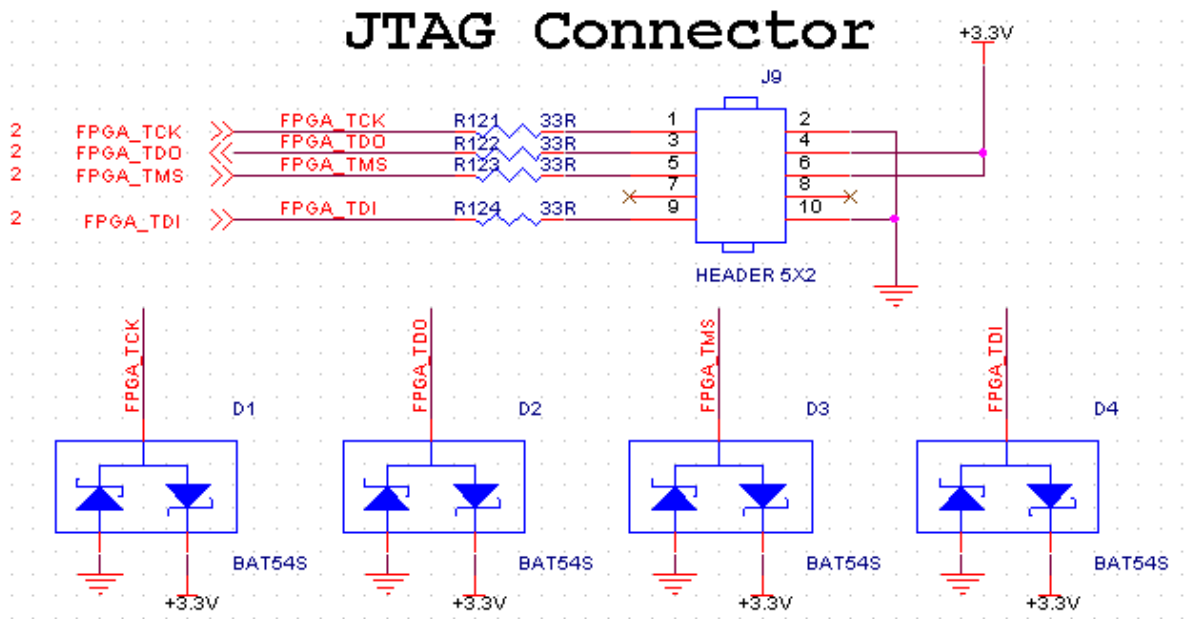 JTAG Connector
+3.3V
J9
2 FPGA_TCK FPGA_TCK R121 33R 1 2
2 FPGA_TDO FPGA_TDO R122 33R 3 4
2 FPGA_TMS FPGA_TMS R123 33R 5 6
7 8
2 FPGA_TDI FPGA_TDI R124 33R 9 10
HEADER 5X2
FPGA_TCK FPGA_TDO FPGA_TMS FPGA_TDI
D1 D2 D3 D4
BAT54S BAT54S BAT54S BAT54S
+3.3V +3.3V +3.3V +3.3V